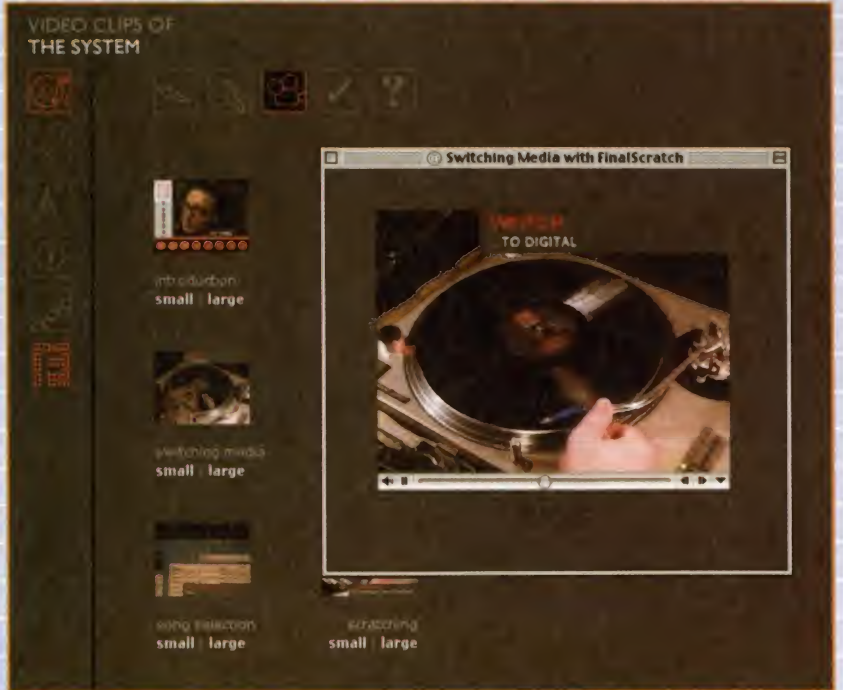 VIDEO CLIPS OF
THE SYSTEM
Switching Media with FinalScratch
SWITCH
...TO DIGITAL
introduction
small | large
switching media
small | large
song selection
small | large
scratching
small | large